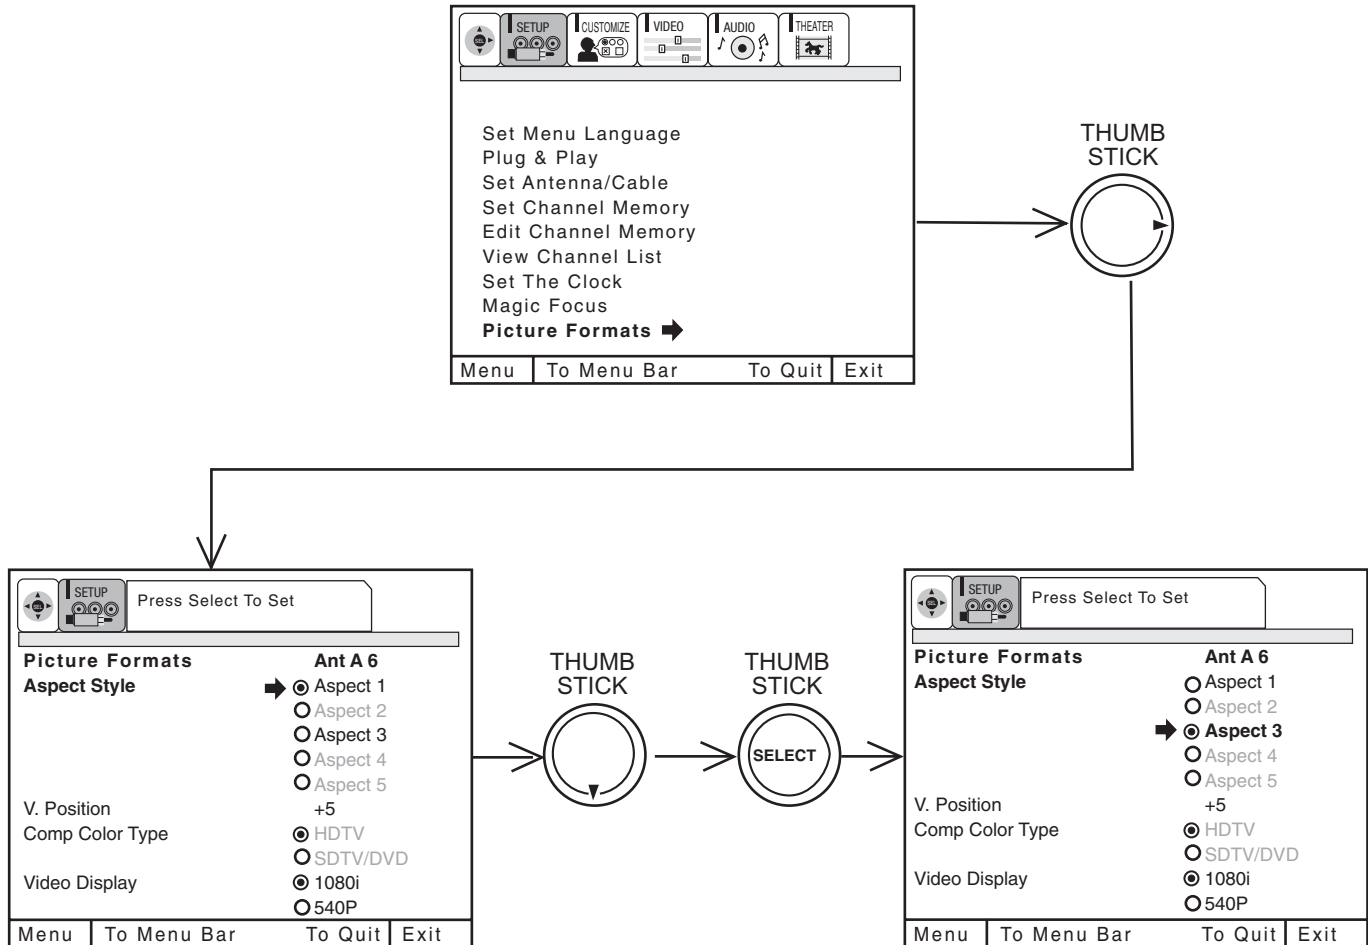 SETUP CUSTOMIZE VIDEO AUDIO THEATER
SEL
Set Menu Language
Plug & Play
Set Antenna/Cable
Set Channel Memory
Edit Channel Memory
View Channel List
Set The Clock
Magic Focus
Picture Formats
Menu To Menu Bar To Quit Exit
THUMB
STICK
SETUP
SEL
Press Select To Set
Picture Formats Ant A 6
Aspect Style Aspect 1
Aspect 2
Aspect 3
Aspect 4
Aspect 5
V. Position +5
Comp Color Type HDTV
SDTV/DVD
Video Display 1080i
540P
Menu To Menu Bar To Quit Exit
THUMB
STICK
THUMB
STICK
SELECT
SETUP
SEL
Press Select To Set
Picture Formats Ant A 6
Aspect Style Aspect 1
Aspect 2
Aspect 3
Aspect 4
Aspect 5
V. Position +5
Comp Color Type HDTV
SDTV/DVD
Video Display 1080i
540P
Menu To Menu Bar To Quit Exit